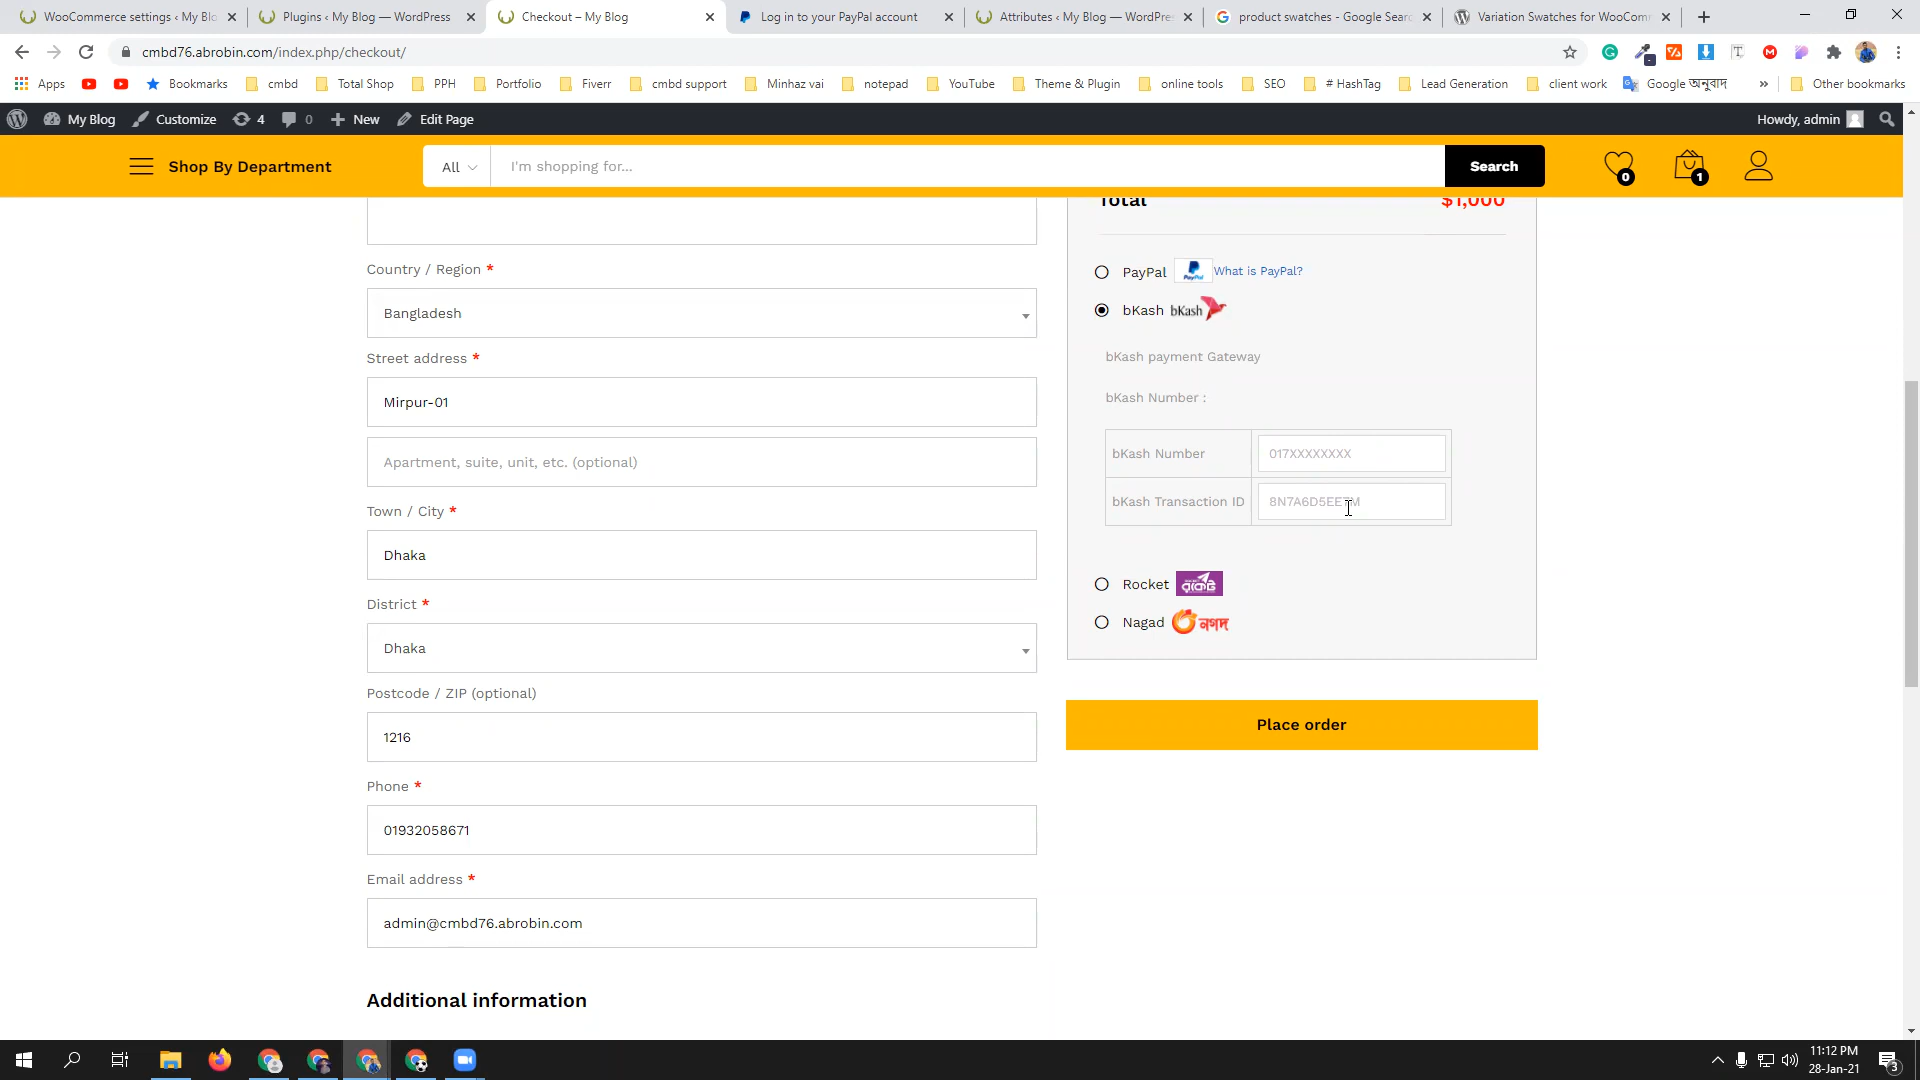 WooCommerce settings ‹ My Blo
Plugins ‹ My Blog — WordPress
Checkout – My Blog
Log in to your PayPal account
Attributes ‹ My Blog — WordPre
product swatches - Google Searc
Variation Swatches for WooComm
cmbd76.abrobin.com/index.php/checkout/
Apps
Bookmarks
cmbd
Total Shop
PPH
Portfolio
Fiverr
cmbd support
Minhaz vai
notepad
YouTube
Theme & Plugin
online tools
SEO
# HashTag
Lead Generation
client work
Google অনুবাদ
»
Other bookmarks
My Blog
Customize
4
0
New
Edit Page
Howdy, admin
Shop By Department
All
I'm shopping for...
Search
0
1
Total
$1,000
Country / Region *
Bangladesh
Street address *
Mirpur-01
Apartment, suite, unit, etc. (optional)
Town / City *
Dhaka
District *
Dhaka
Postcode / ZIP (optional)
1216
Phone *
01932058671
Email address *
admin@cmbd76.abrobin.com
Additional information
PayPal PayPal What is PayPal?
bKash bKash
bKash payment Gateway
bKash Number :
bKash Number
017XXXXXXXX
bKash Transaction ID
8N7A6D5EE7M
Rocket রকেট
Nagad নগদ
Place order
11:12 PM
28-Jan-21
3